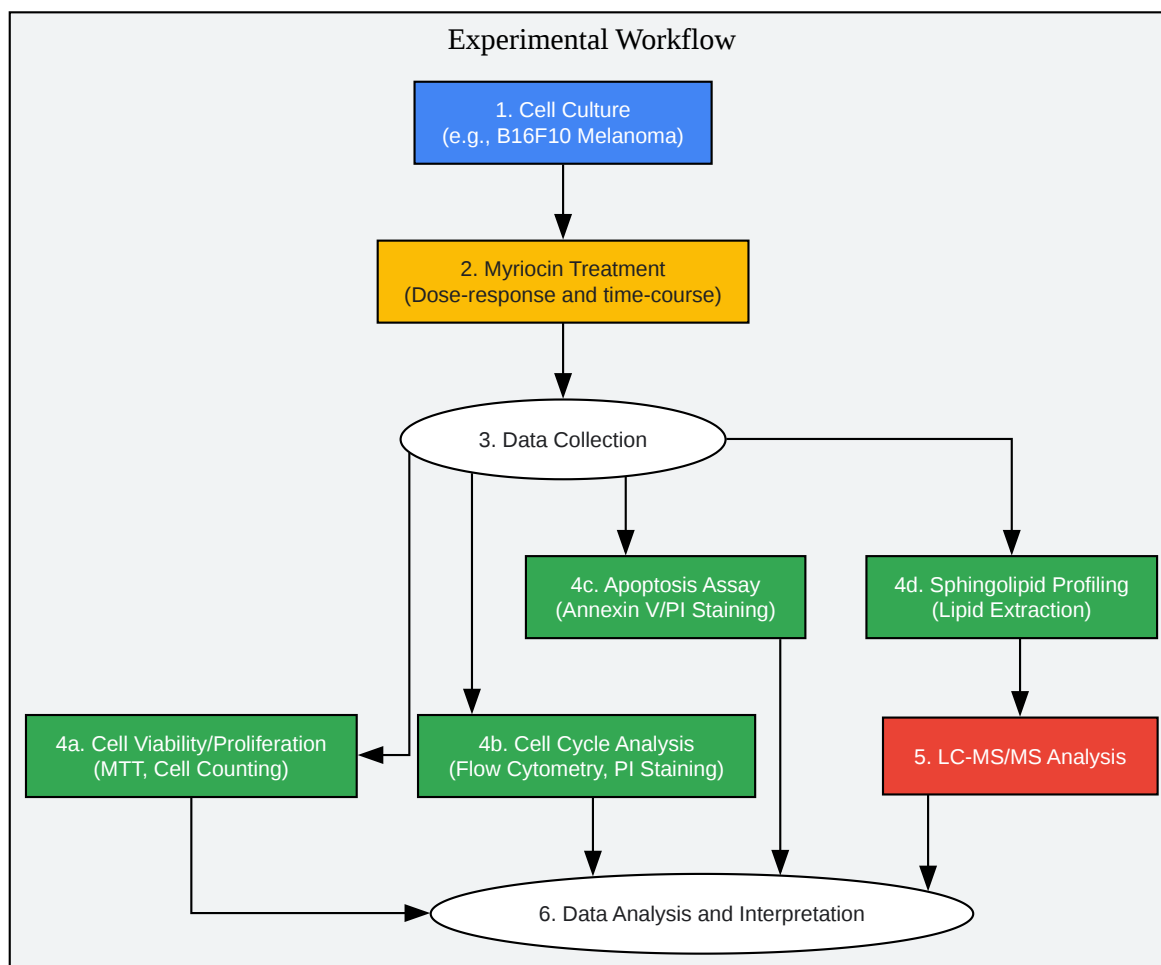 Experimental Workflow
1. Cell Culture
(e.g., B16F10 Melanoma)
2. Myriocin Treatment
(Dose-response and time-course)
3. Data Collection
4c. Apoptosis Assay
(Annexin V/PI Staining)
4d. Sphingolipid Profiling
(Lipid Extraction)
4a. Cell Viability/Proliferation
(MTT, Cell Counting)
4b. Cell Cycle Analysis
(Flow Cytometry, PI Staining)
5. LC-MS/MS Analysis
6. Data Analysis and Interpretation